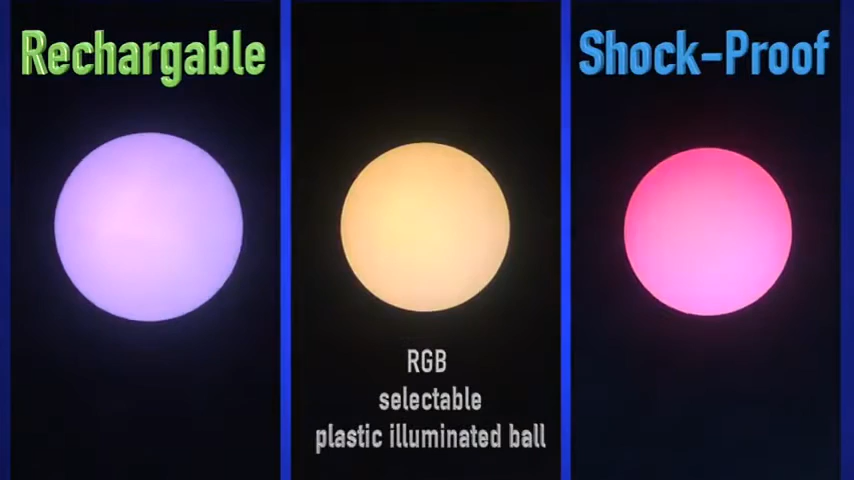 Rechargable
Shock-Proof
RGB
selectable
plastic illuminated ball